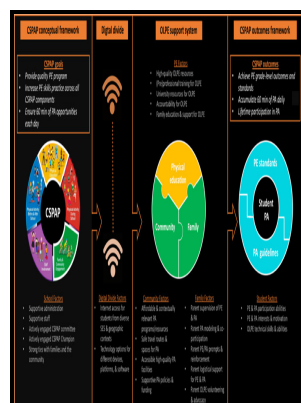 CSPAP conceptual framework
CSPAP goals
• Provide quality PE program
• Increase PE skills practice across all
CSPAP components
• Ensure 60 min of PA opportunities
each day
CSPAP
School Factors
• Supportive administration
• Supportive staff
• Actively engaged CSPAP committee
• Actively engaged CSPAP Champion
• Strong ties with families and the
community
Digital divide
Digital Divide Factors
• Internet access for
students from diverse
SES & geographic
contexts
• Technology options for
different devices,
platforms, & software
OLPE support system
PE Factors
• High-quality OLPE resources
• (Pre)professional training for OLPE
• University resources for OLPE
• Accountability for OLPE
• Family education & support for OLPE
Physical
education
Community
Family
Community Factors
• Affordable & contextually
programs/resources
• Safe travel routes &
spaces for PA
• Accessible high-quality PA
facilities
• Supportive PA policies &
funding
Family Factors
• Parent supervision of PE
& PA
• Parent PA modeling & co-
participation
• Parent PE/PA prompts &
reinforcement
• Parent logistical support
for PE & PA
• Parent OLPE volunteering
& advocacy
CSPAP outcomes framework
CSPAP outcomes
• Achieve PE grade-level outcomes and
standards
• Accumulate 60 min of PA daily
• Lifetime participation in PA
PE standards
Student
PA
PA guidelines
Student Factors
• PE & PA participation abilities
• PE & PA interests & motivation
• OLPE technical skills & abilities